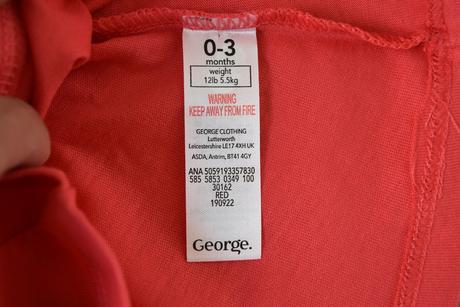 0-3
months
weight
12lb 5.5kg
WARNING
KEEP AWAY FROM FIRE
GEORGE CLOTHING
Lutterworth
Leicestershire LE17 4XH UK
ASDA, Antrim, BT41 4GY
ANA 5059193357830
585 5853 0349 100
30162
RED
190922
George.